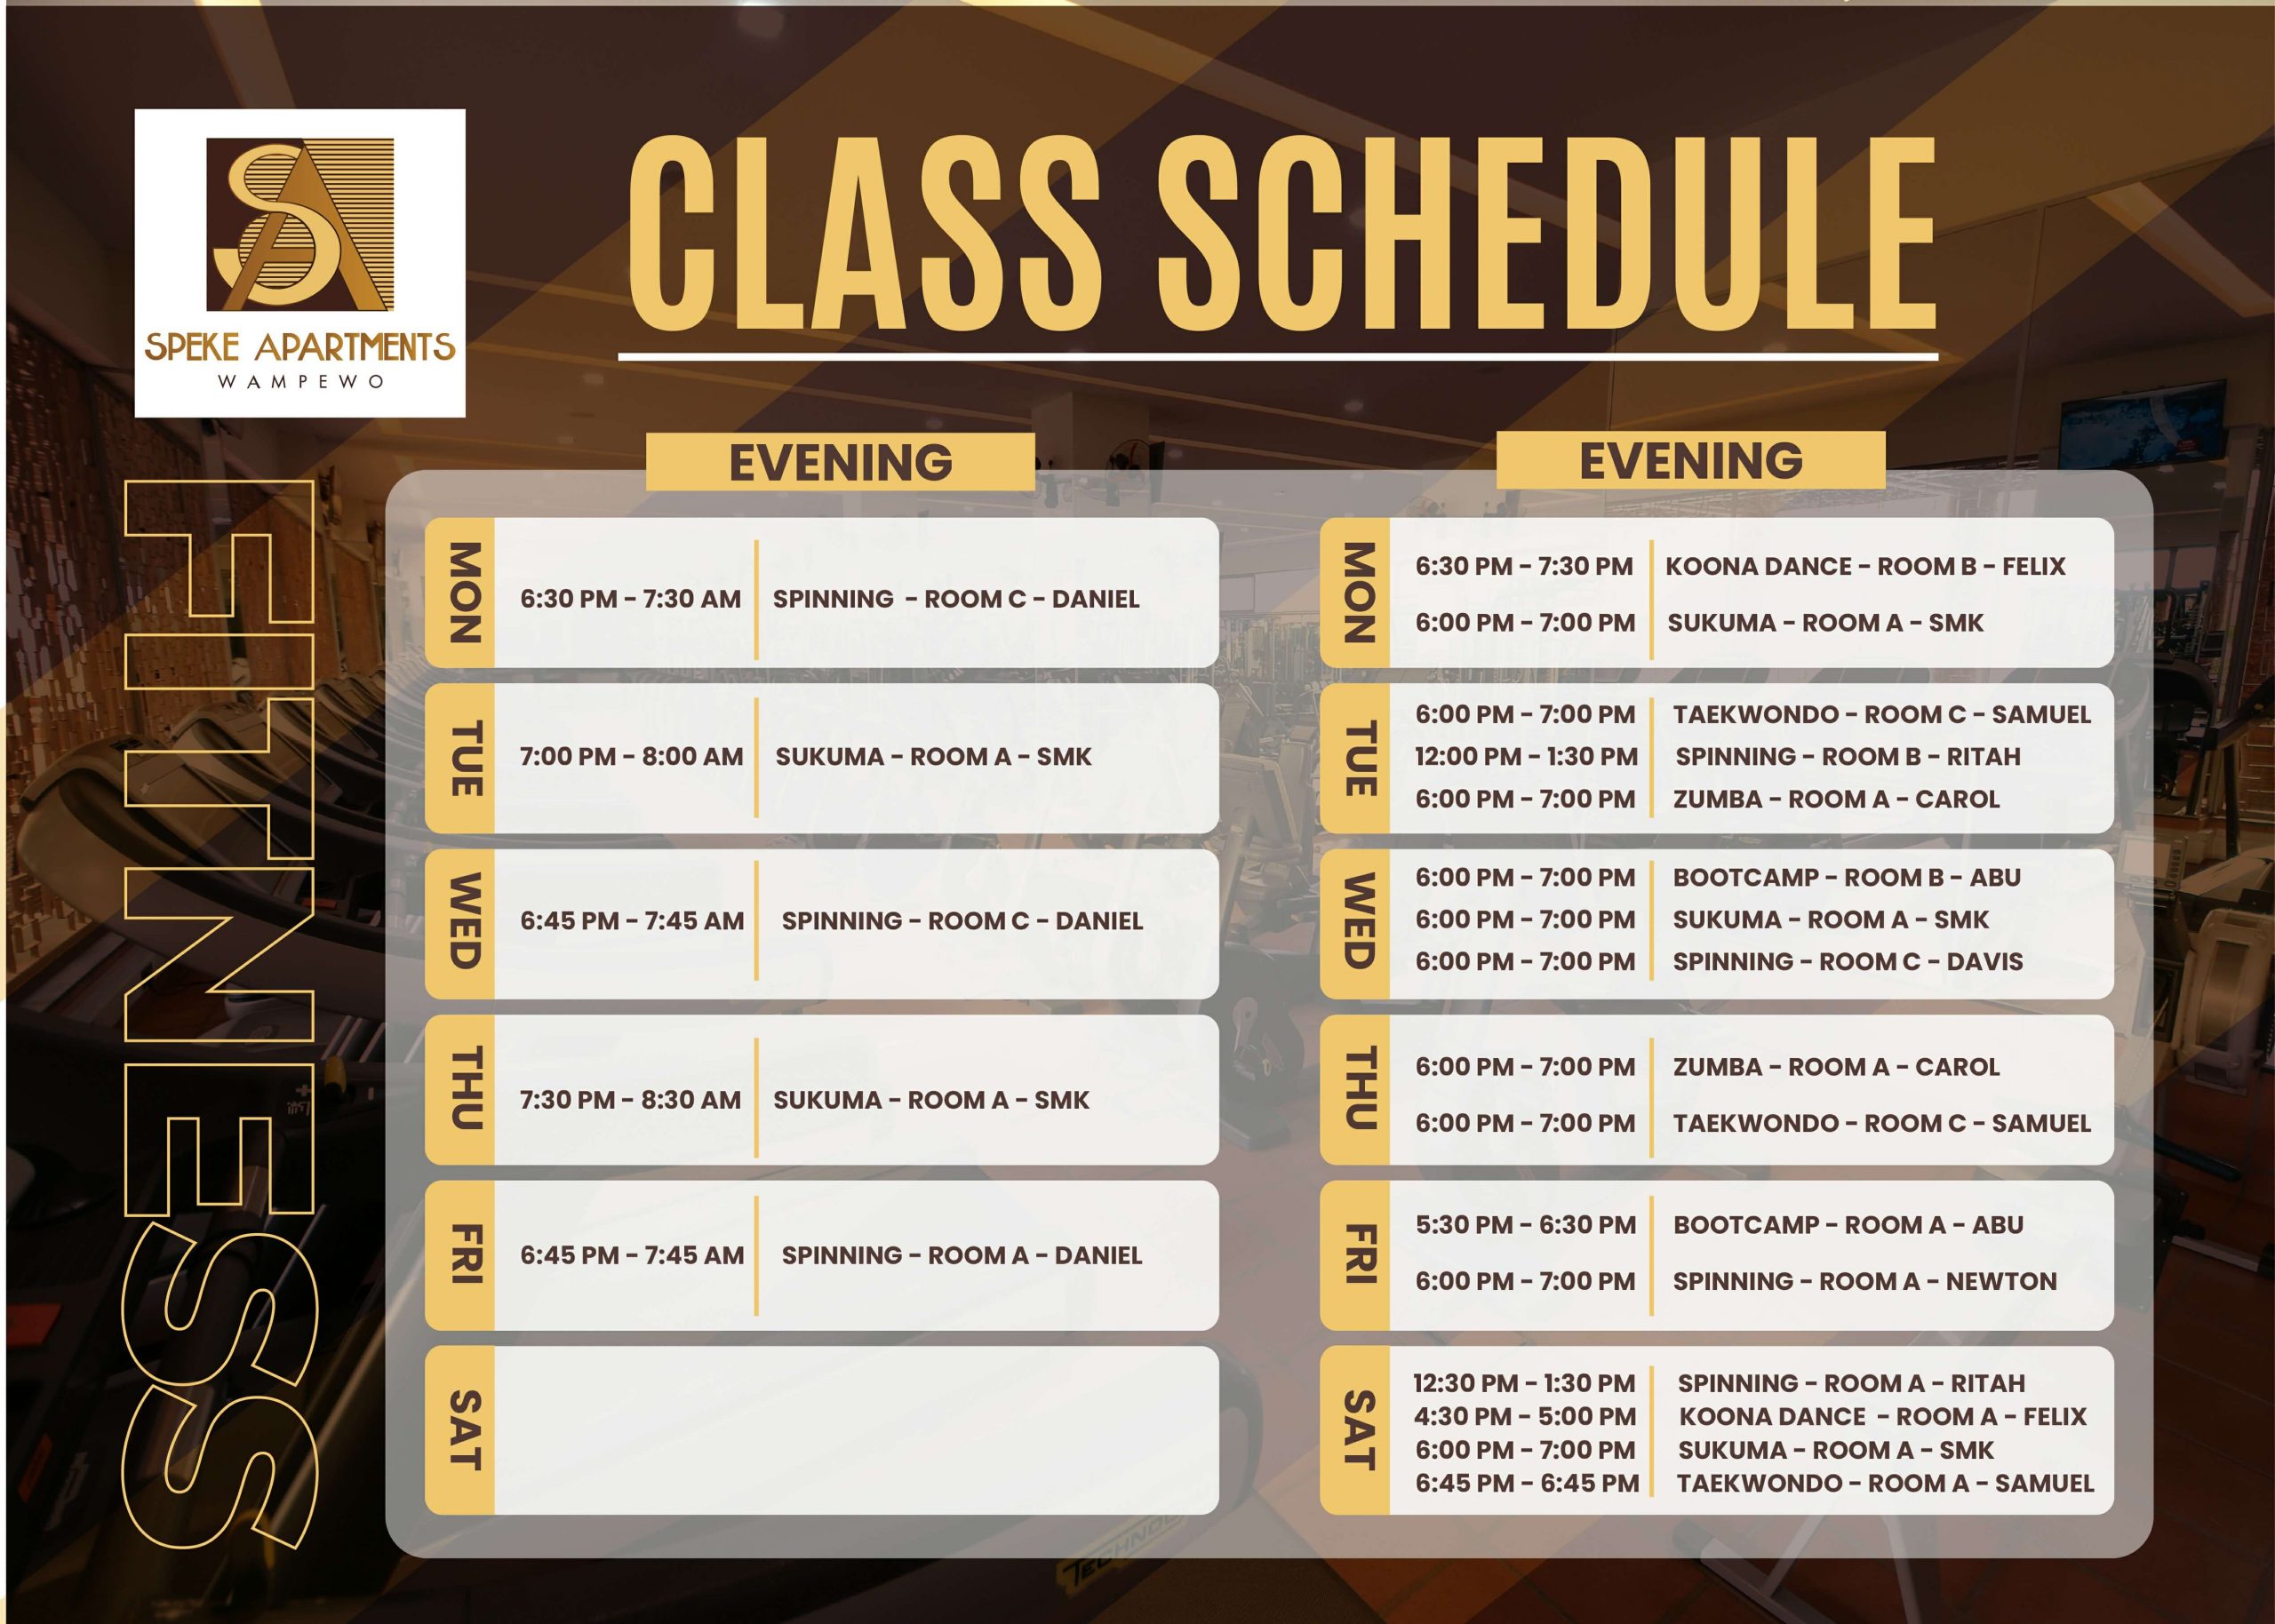 SPEKE APARTMENTS
WAMPEWO
CLASS SCHEDULE
FITNESS
EVENING
MON
6:30 PM - 7:30 AM SPINNING - ROOM C - DANIEL
TUE
7:00 PM - 8:00 AM SUKUMA - ROOM A - SMK
WED
6:45 PM - 7:45 AM SPINNING - ROOM C - DANIEL
THU
7:30 PM - 8:30 AM SUKUMA - ROOM A - SMK
FRI
6:45 PM - 7:45 AM SPINNING - ROOM A - DANIEL
SAT
EVENING
MON
6:30 PM - 7:30 PM KOONA DANCE - ROOM B - FELIX
6:00 PM - 7:00 PM SUKUMA - ROOM A - SMK
TUE
6:00 PM - 7:00 PM TAEKWONDO - ROOM C - SAMUEL
12:00 PM - 1:30 PM SPINNING - ROOM B - RITAH
6:00 PM - 7:00 PM ZUMBA - ROOM A - CAROL
WED
6:00 PM - 7:00 PM BOOTCAMP - ROOM B - ABU
6:00 PM - 7:00 PM SUKUMA - ROOM A - SMK
6:00 PM - 7:00 PM SPINNING - ROOM C - DAVIS
THU
6:00 PM - 7:00 PM ZUMBA - ROOM A - CAROL
6:00 PM - 7:00 PM TAEKWONDO - ROOM C - SAMUEL
FRI
5:30 PM - 6:30 PM BOOTCAMP - ROOM A - ABU
6:00 PM - 7:00 PM SPINNING - ROOM A - NEWTON
SAT
12:30 PM - 1:30 PM SPINNING - ROOM A - RITAH
4:30 PM - 5:00 PM KOONA DANCE - ROOM A - FELIX
6:00 PM - 7:00 PM SUKUMA - ROOM A - SMK
6:45 PM - 6:45 PM TAEKWONDO - ROOM A - SAMUEL